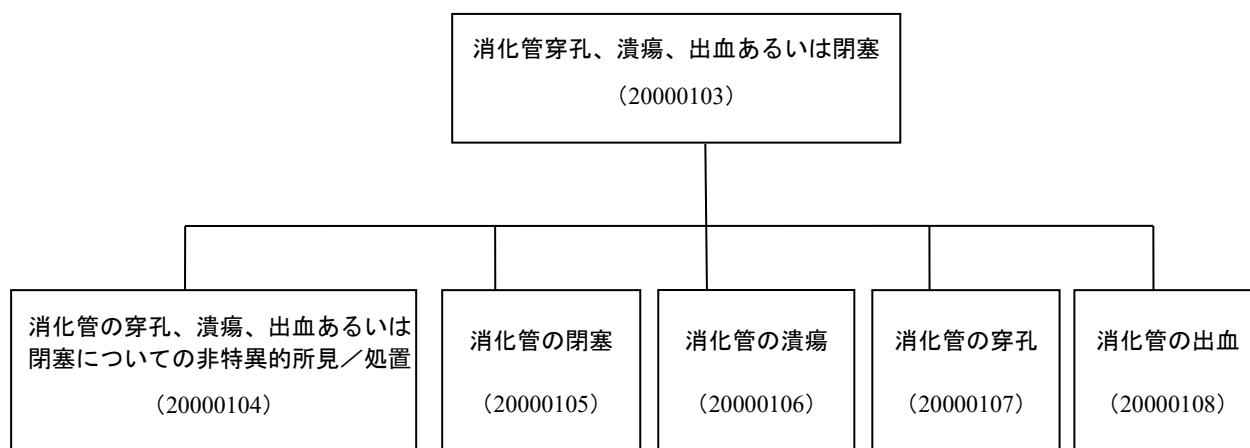 消化管穿孔、潰瘍、出血あるいは閉塞
（20000103）
消化管の穿孔、潰瘍、出血あるいは
閉塞についての非特異的所見／処置
（20000104）
消化管の閉塞
（20000105）
消化管の潰瘍
（20000106）
消化管の穿孔
（20000107）
消化管の出血
（20000108）